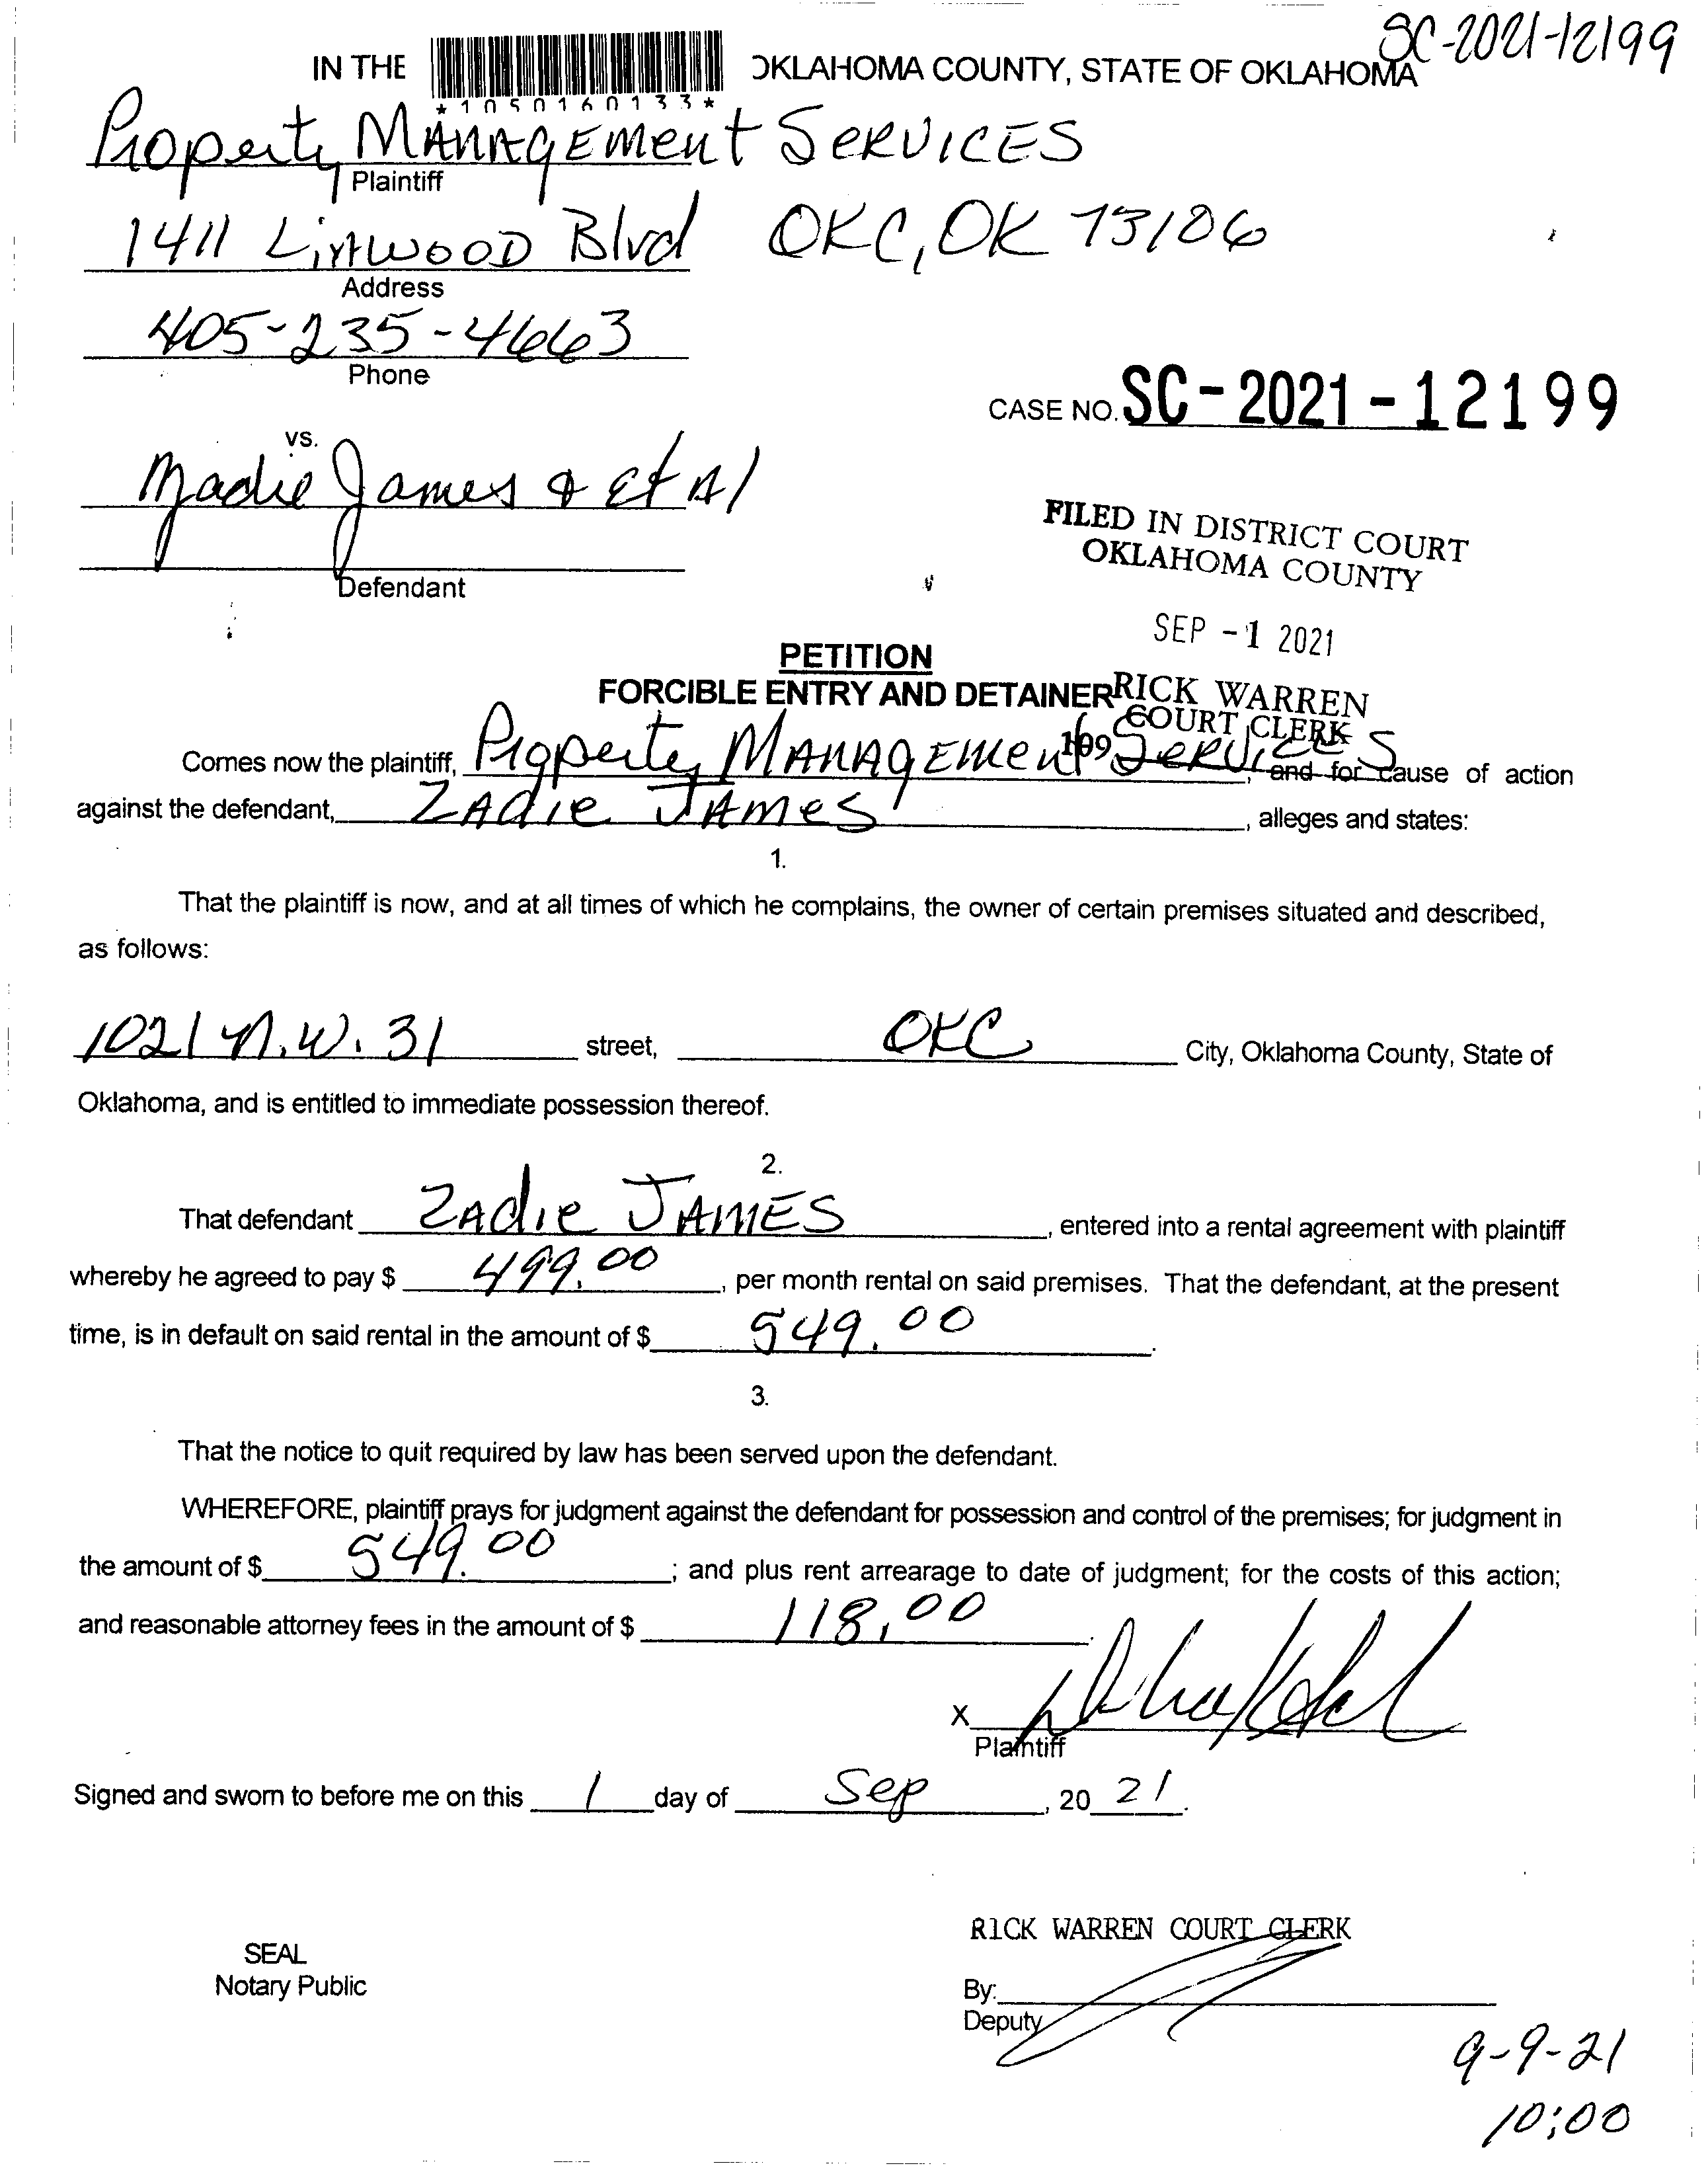 SC-2021-12199
IN THE OKLAHOMA COUNTY, STATE OF OKLAHOMA
*1050160133*
Property MANAGEMENT SERVICES
Plaintiff
1411 LINWOOD Blvd OKC, OK 73106
Address
405-235-4663
Phone
CASE NO. SC-2021-12199
vs.
James & Et Al
Defendant
FILED IN DISTRICT COURT
OKLAHOMA COUNTY
SEP -1 2021
RICK WARREN
COURT CLERK
109
PETITION
FORCIBLE ENTRY AND DETAINER
Comes now the plaintiff, Property MANAGEMENT SERVICES, and for cause of action
against the defendant, ZAdie JAMES, alleges and states:
1.
That the plaintiff is now, and at all times of which he complains, the owner of certain premises situated and described,
as follows:
1021 N.W. 31 street, OKC City, Oklahoma County, State of
Oklahoma, and is entitled to immediate possession thereof.
2.
That defendant ZAdie JAMES, entered into a rental agreement with plaintiff
whereby he agreed to pay $ 499.00, per month rental on said premises. That the defendant, at the present
time, is in default on said rental in the amount of $ 549.00.
3.
That the notice to quit required by law has been served upon the defendant.
WHEREFORE, plaintiff prays for judgment against the defendant for possession and control of the premises; for judgment in
the amount of $ 549.00; and plus rent arrearage to date of judgment; for the costs of this action;
and reasonable attorney fees in the amount of $ 118.00.
X
Plaintiff
Signed and sworn to before me on this 1 day of Sep, 20 21.
RICK WARREN COURT CLERK
SEAL
Notary Public
By:
Deputy
9-9-21
10:00